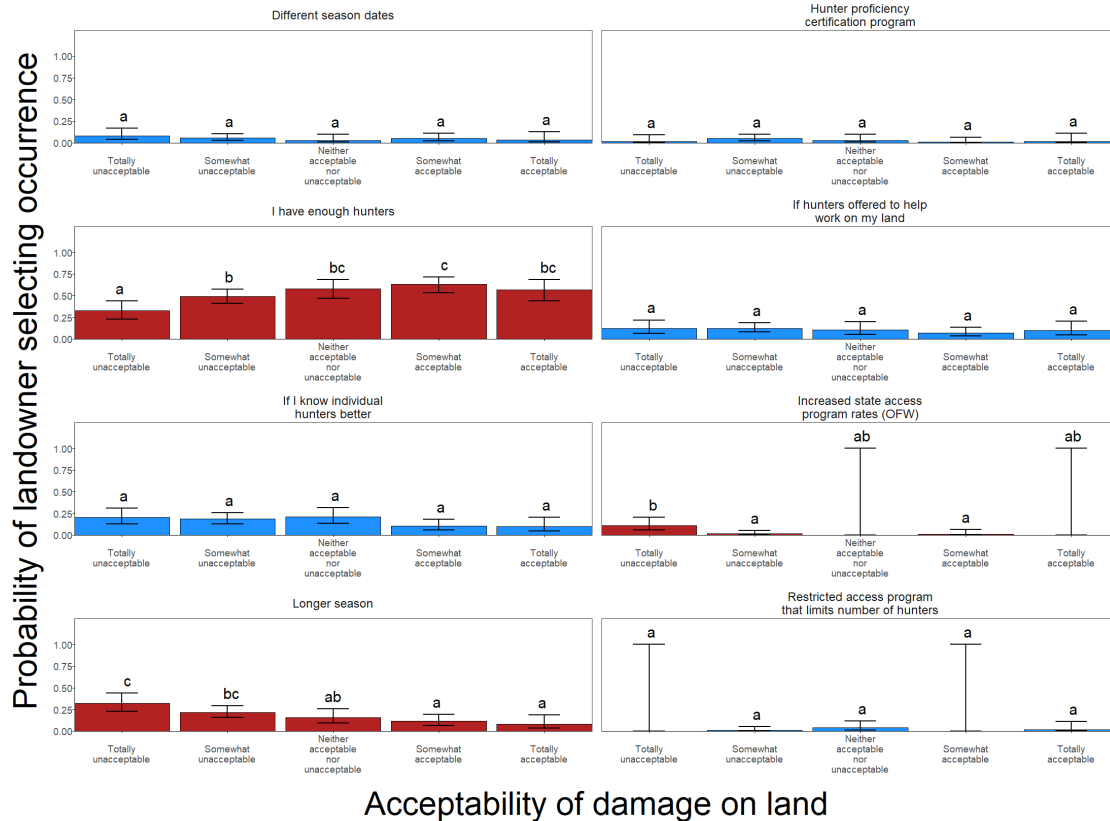 Probability of landowner selecting occurrence
Different season dates
1.00
0.75
0.50
0.25
0.00
a
a
a
a
a
Totally
unacceptable
Somewhat
unacceptable
Neither
acceptable
nor
unacceptable
Somewhat
acceptable
Totally
acceptable
Hunter proficiency
certification program
a
a
a
a
a
Totally
unacceptable
Somewhat
unacceptable
Neither
acceptable
nor
unacceptable
Somewhat
acceptable
Totally
acceptable
I have enough hunters
1.00
0.75
0.50
0.25
0.00
a
b
bc
c
bc
Totally
unacceptable
Somewhat
unacceptable
Neither
acceptable
nor
unacceptable
Somewhat
acceptable
Totally
acceptable
If hunters offered to help
work on my land
a
a
a
a
a
Totally
unacceptable
Somewhat
unacceptable
Neither
acceptable
nor
unacceptable
Somewhat
acceptable
Totally
acceptable
If I know individual
hunters better
1.00
0.75
0.50
0.25
0.00
a
a
a
a
a
Totally
unacceptable
Somewhat
unacceptable
Neither
acceptable
nor
unacceptable
Somewhat
acceptable
Totally
acceptable
Increased state access
program rates (OFW)
b
a
ab
a
ab
Totally
unacceptable
Somewhat
unacceptable
Neither
acceptable
nor
unacceptable
Somewhat
acceptable
Totally
acceptable
Longer season
1.00
0.75
0.50
0.25
0.00
c
bc
ab
a
a
Totally
unacceptable
Somewhat
unacceptable
Neither
acceptable
nor
unacceptable
Somewhat
acceptable
Totally
acceptable
Restricted access program
that limits number of hunters
a
a
a
a
a
Totally
unacceptable
Somewhat
unacceptable
Neither
acceptable
nor
unacceptable
Somewhat
acceptable
Totally
acceptable
Acceptability of damage on land